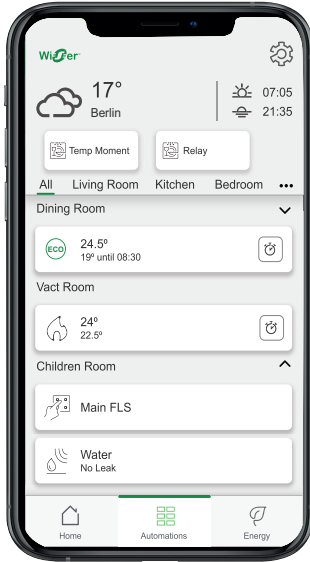 Wiser
17° 07:05
Berlin 21:35
Temp Moment Relay
All Living Room Kitchen Bedroom •••
Dining Room
ECO 24.5º
19º until 08:30
Vact Room
24º
22.5º
Children Room
Main FLS
Water
No Leak
Home Automations Energy